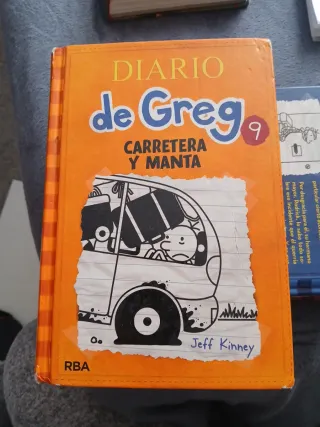 DIARIO
de Greg
9
CARRETERA
Y MANTA
Jeff Kinney
RBA